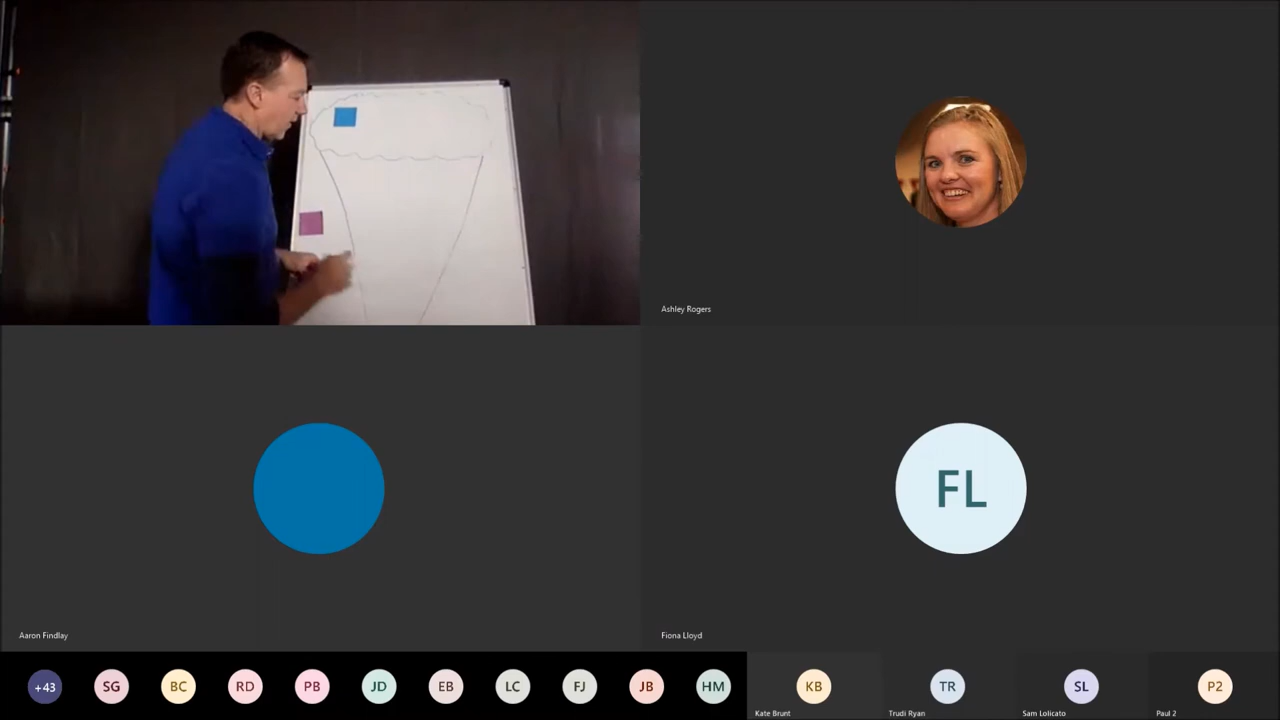 Ashley Rogers
FL
Aaron Findlay
Fiona Lloyd
+43
SG
BC
RD
PB
JD
EB
LC
FJ
JB
HM
KB
Kate Brunt
TR
Trudi Ryan
SL
Sam Lolicato
P2
Paul 2